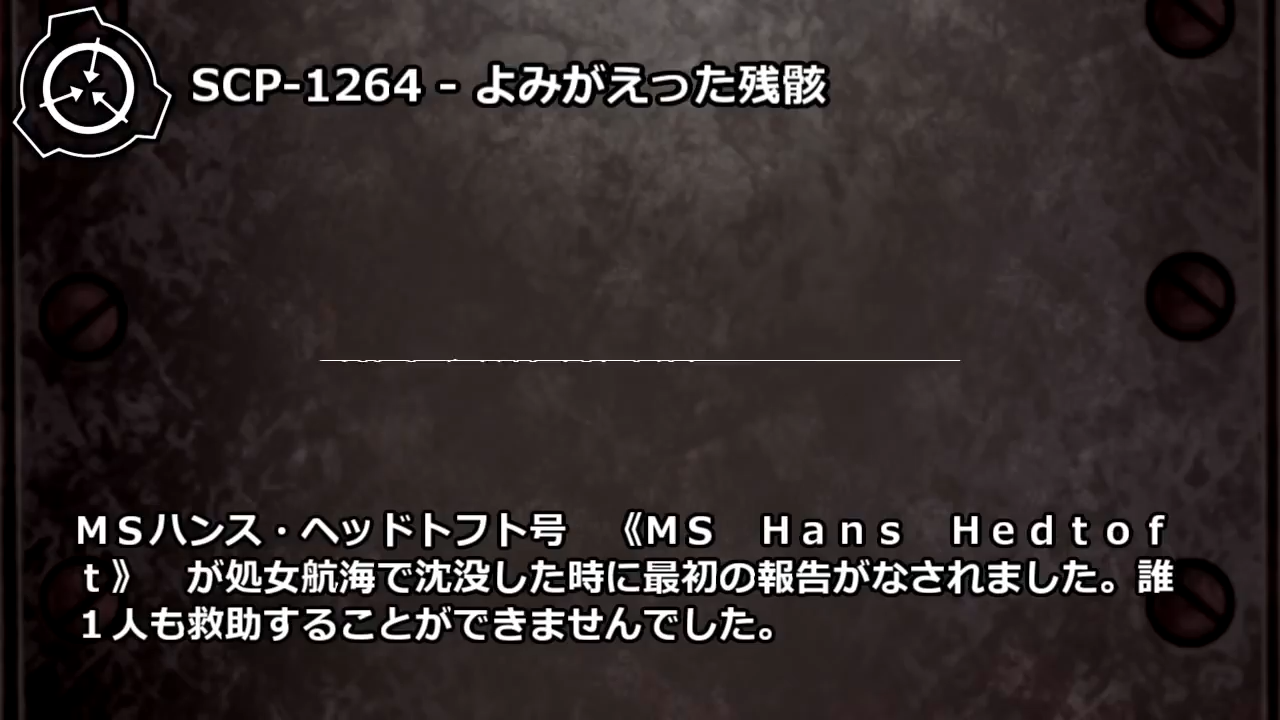 SCP-1264 - よみがえった残骸
ＭＳハンス・ヘッドトフト号　《ＭＳ　Ｈａｎｓ　Ｈｅｄｔｏｆ
ｔ》　が処女航海で沈没した時に最初の報告がなされました。誰
１人も救助することができませんでした。